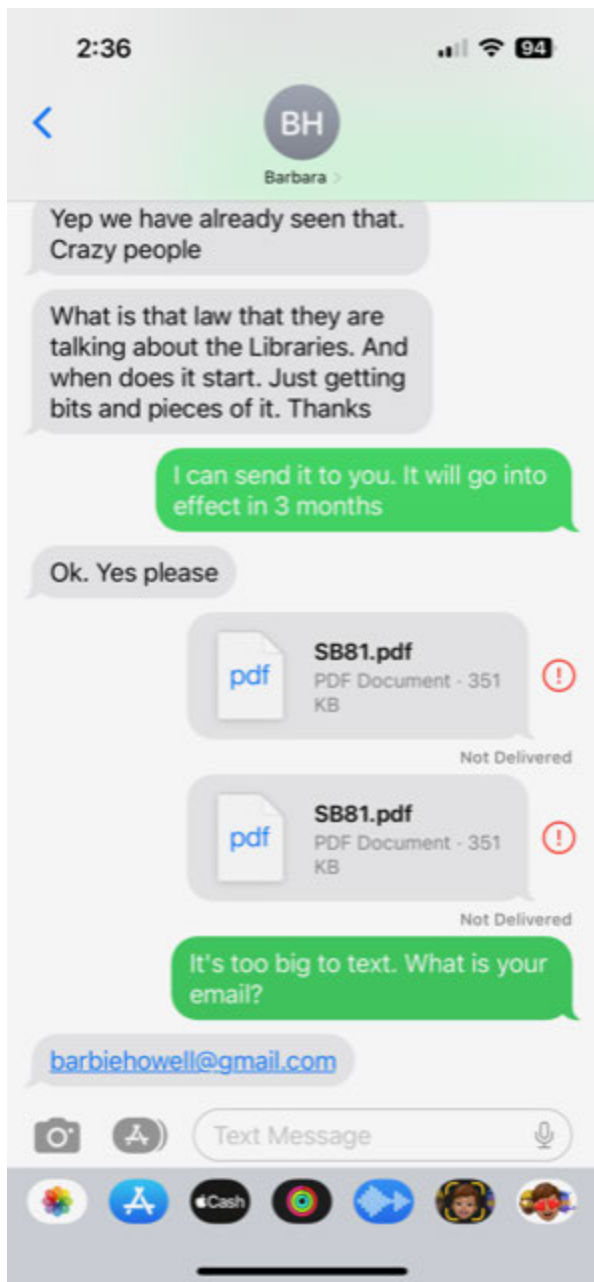 2:36
94
BH
Barbara
Yep we have already seen that.
Crazy people
What is that law that they are
talking about the Libraries. And
when does it start. Just getting
bits and pieces of it. Thanks
I can send it to you. It will go into
effect in 3 months
Ok. Yes please
pdf
SB81.pdf
PDF Document · 351
KB
Not Delivered
pdf
SB81.pdf
PDF Document · 351
KB
Not Delivered
It's too big to text. What is your
email?
barbiehowell@gmail.com
Text Message
Cash